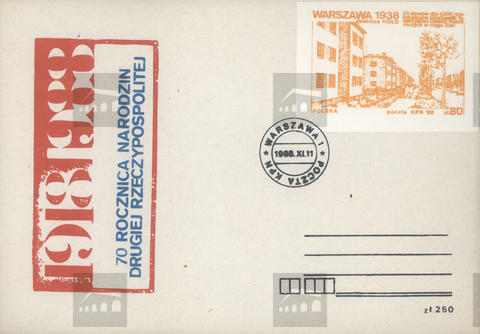 1918-1988
70 ROCZNICA NARODZIN
DRUGIEJ RZECZYPOSPOLITEJ
WARSZAWA 1938
dzielnica KOŁO
POLSKA
poczta KPN '88
zł 80
WARSZAWA 1
1988.XI.11
POCZTA KPN
zł 250